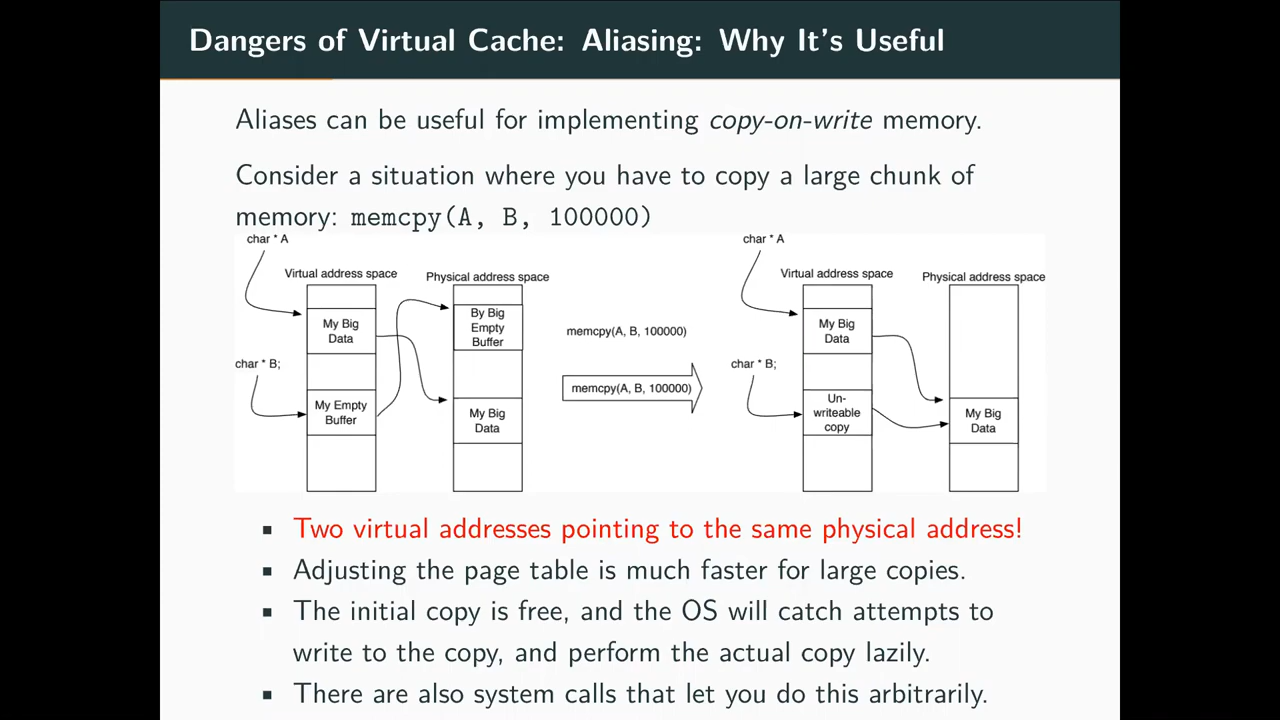 Dangers of Virtual Cache: Aliasing: Why It's Useful
Aliases can be useful for implementing copy-on-write memory.
Consider a situation where you have to copy a large chunk of
memory: memcpy(A, B, 100000)
char * A
Virtual address space
Physical address space
My Big
Data
By Big
Empty
Buffer
char * B;
My Empty
Buffer
My Big
Data
memcpy(A, B, 100000)
memcpy(A, B, 100000)
char * A
Virtual address space
Physical address space
My Big
Data
char * B;
Un-
writeable
copy
My Big
Data
▪ Two virtual addresses pointing to the same physical address!
▪ Adjusting the page table is much faster for large copies.
▪ The initial copy is free, and the OS will catch attempts to
write to the copy, and perform the actual copy lazily.
▪ There are also system calls that let you do this arbitrarily.